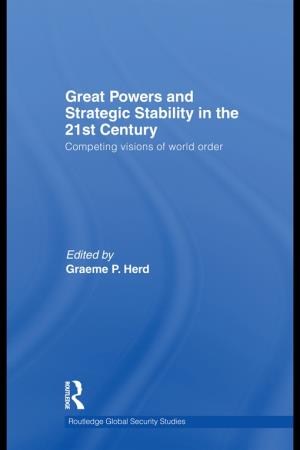 Great Powers and
Strategic Stability in the
21st Century
Competing visions of world order
Edited by
Graeme P. Herd
ROUTLEDGE
Routledge Global Security Studies